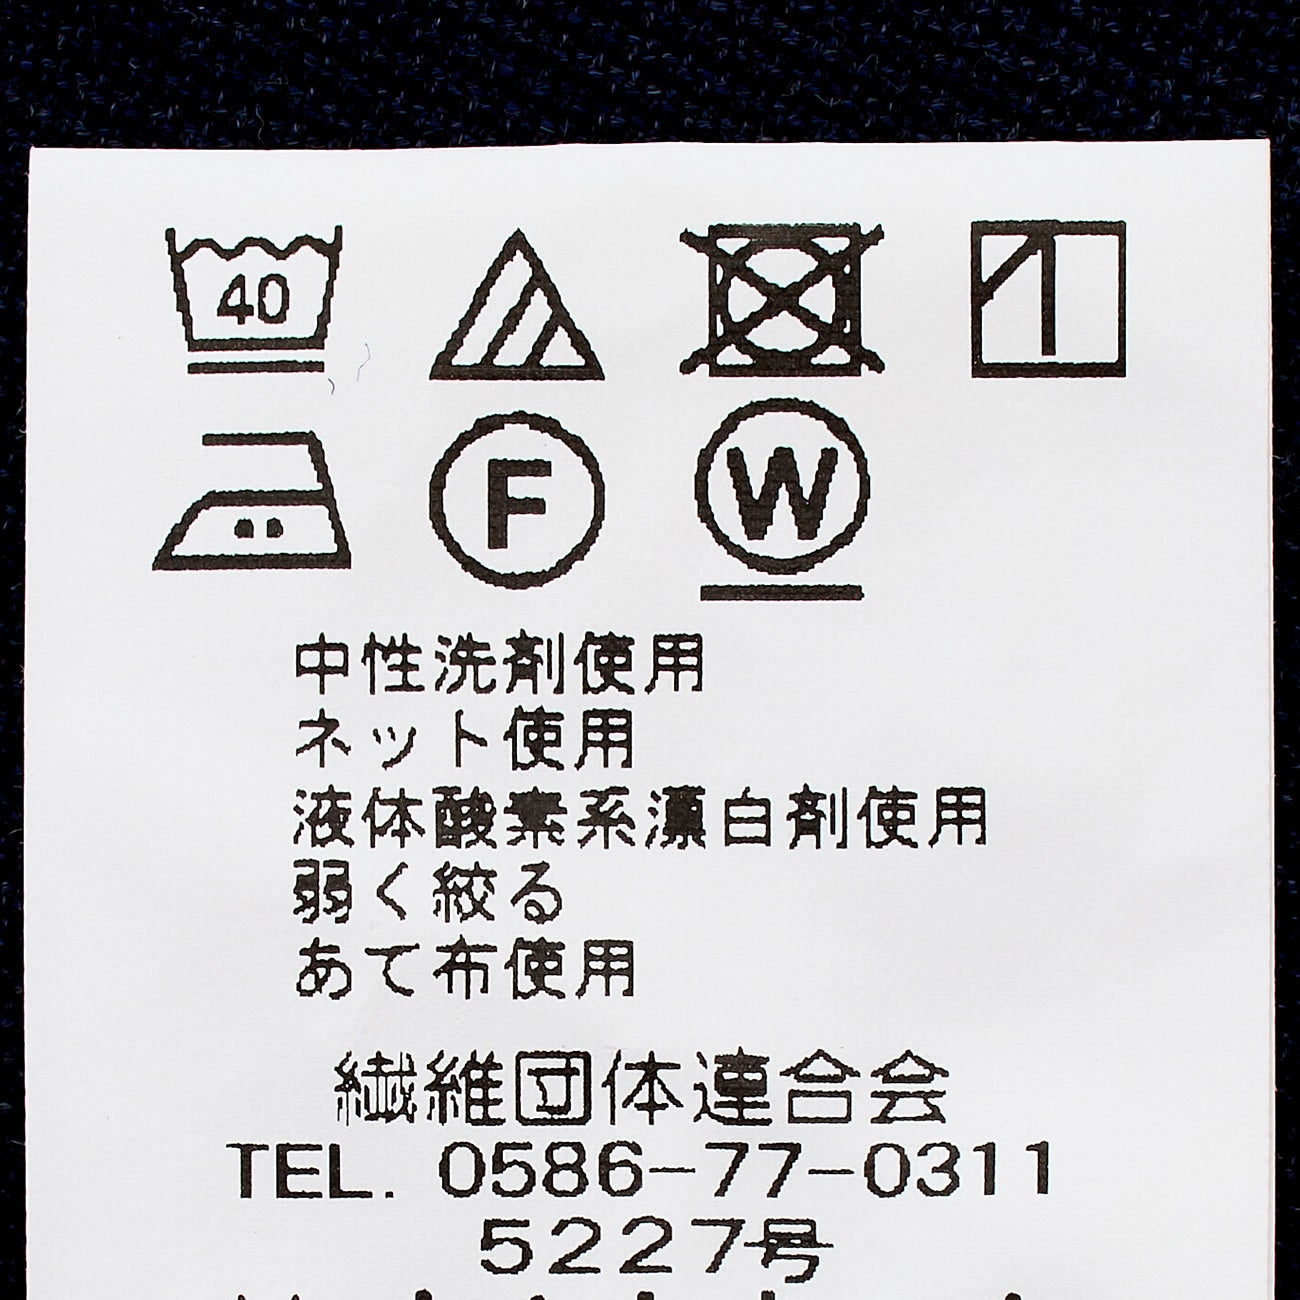 40
F W
中性洗剤使用
ネット使用
液体酸素系漂白剤使用
弱く絞る
あて布使用
繊維団体連合会
TEL. 0586-77-0311
5227号